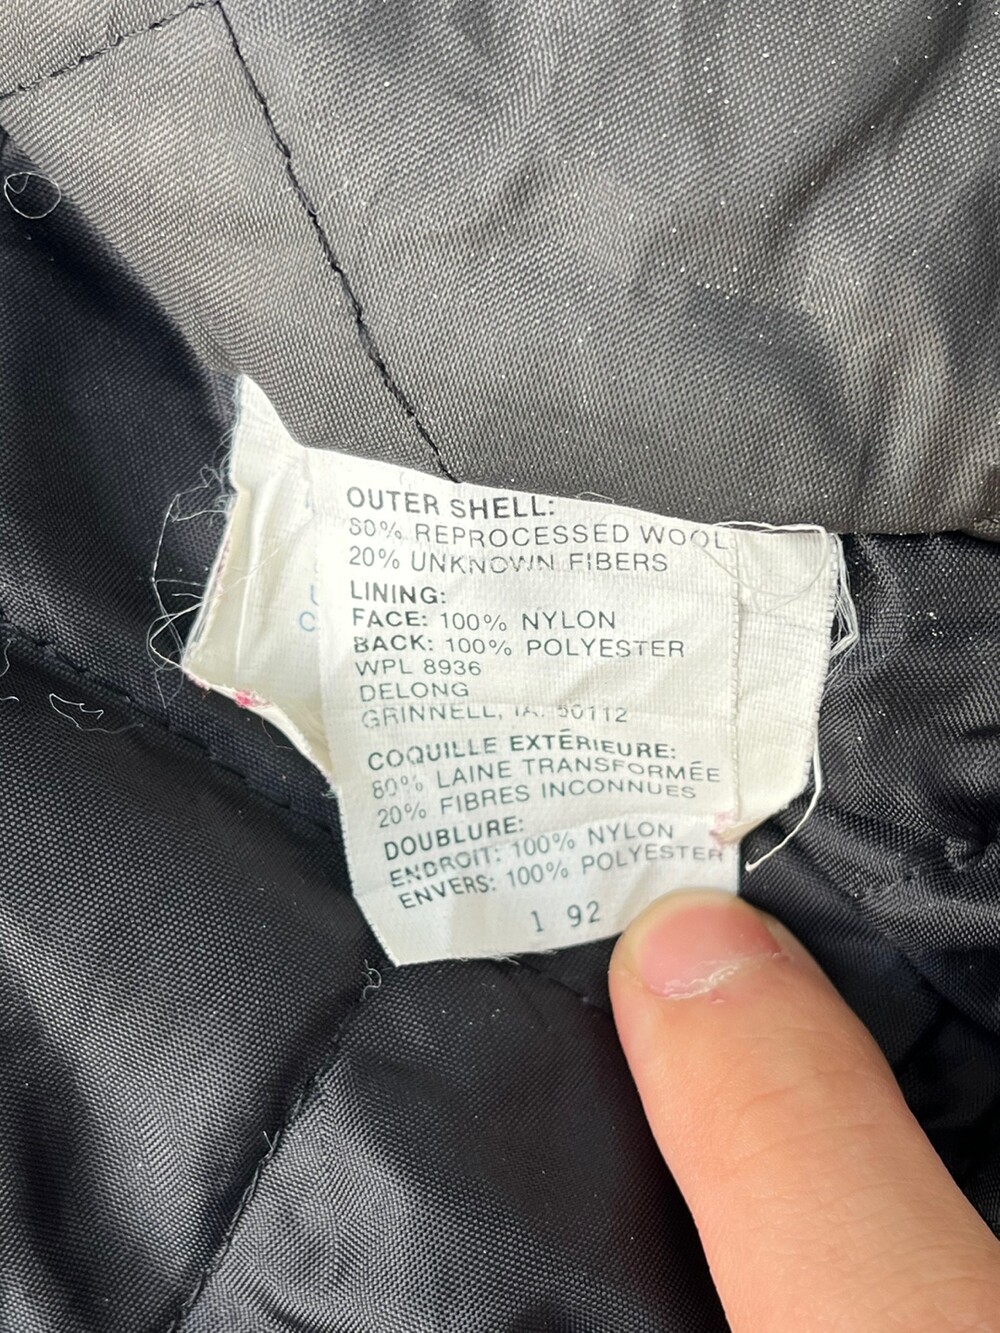 OUTER SHELL:
80% REPROCESSED WOOL
20% UNKNOWN FIBERS
LINING:
FACE: 100% NYLON
BACK: 100% POLYESTER
WPL 8936
DELONG
GRINNELL, IA. 50112
COQUILLE EXTÉRIEURE:
80% LAINE TRANSFORMÉE
20% FIBRES INCONNUES
DOUBLURE:
ENDROIT: 100% NYLON
ENVERS: 100% POLYESTER
1 92